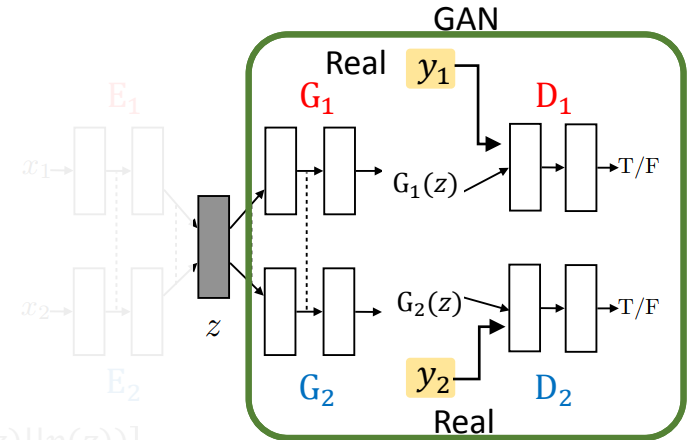 GAN
Real y₁
E₁ G₁ D₁
x₁ G₁(z) T/F
z
x₂ G₂(z) T/F
E₂ G₂ y₂ D₂
Real
||p(z))]